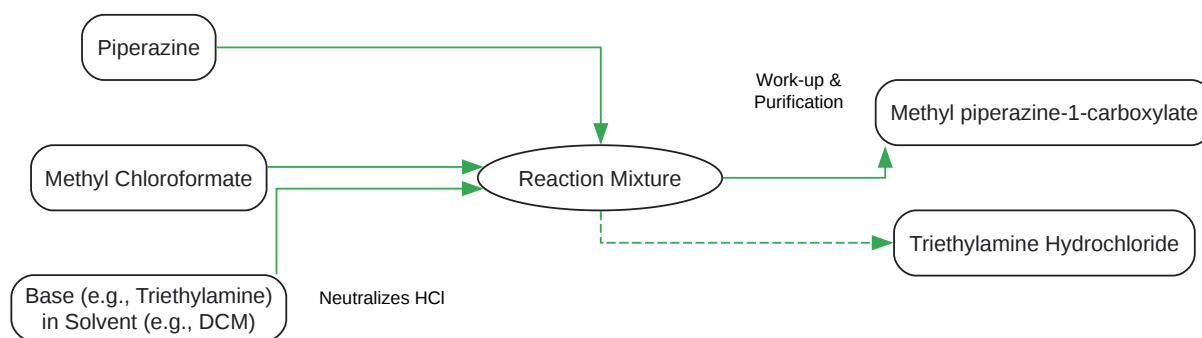 Piperazine
Work-up &
Purification
Methyl piperazine-1-carboxylate
Methyl Chloroformate
Reaction Mixture
Triethylamine Hydrochloride
Base (e.g., Triethylamine)
in Solvent (e.g., DCM)
Neutralizes HCl